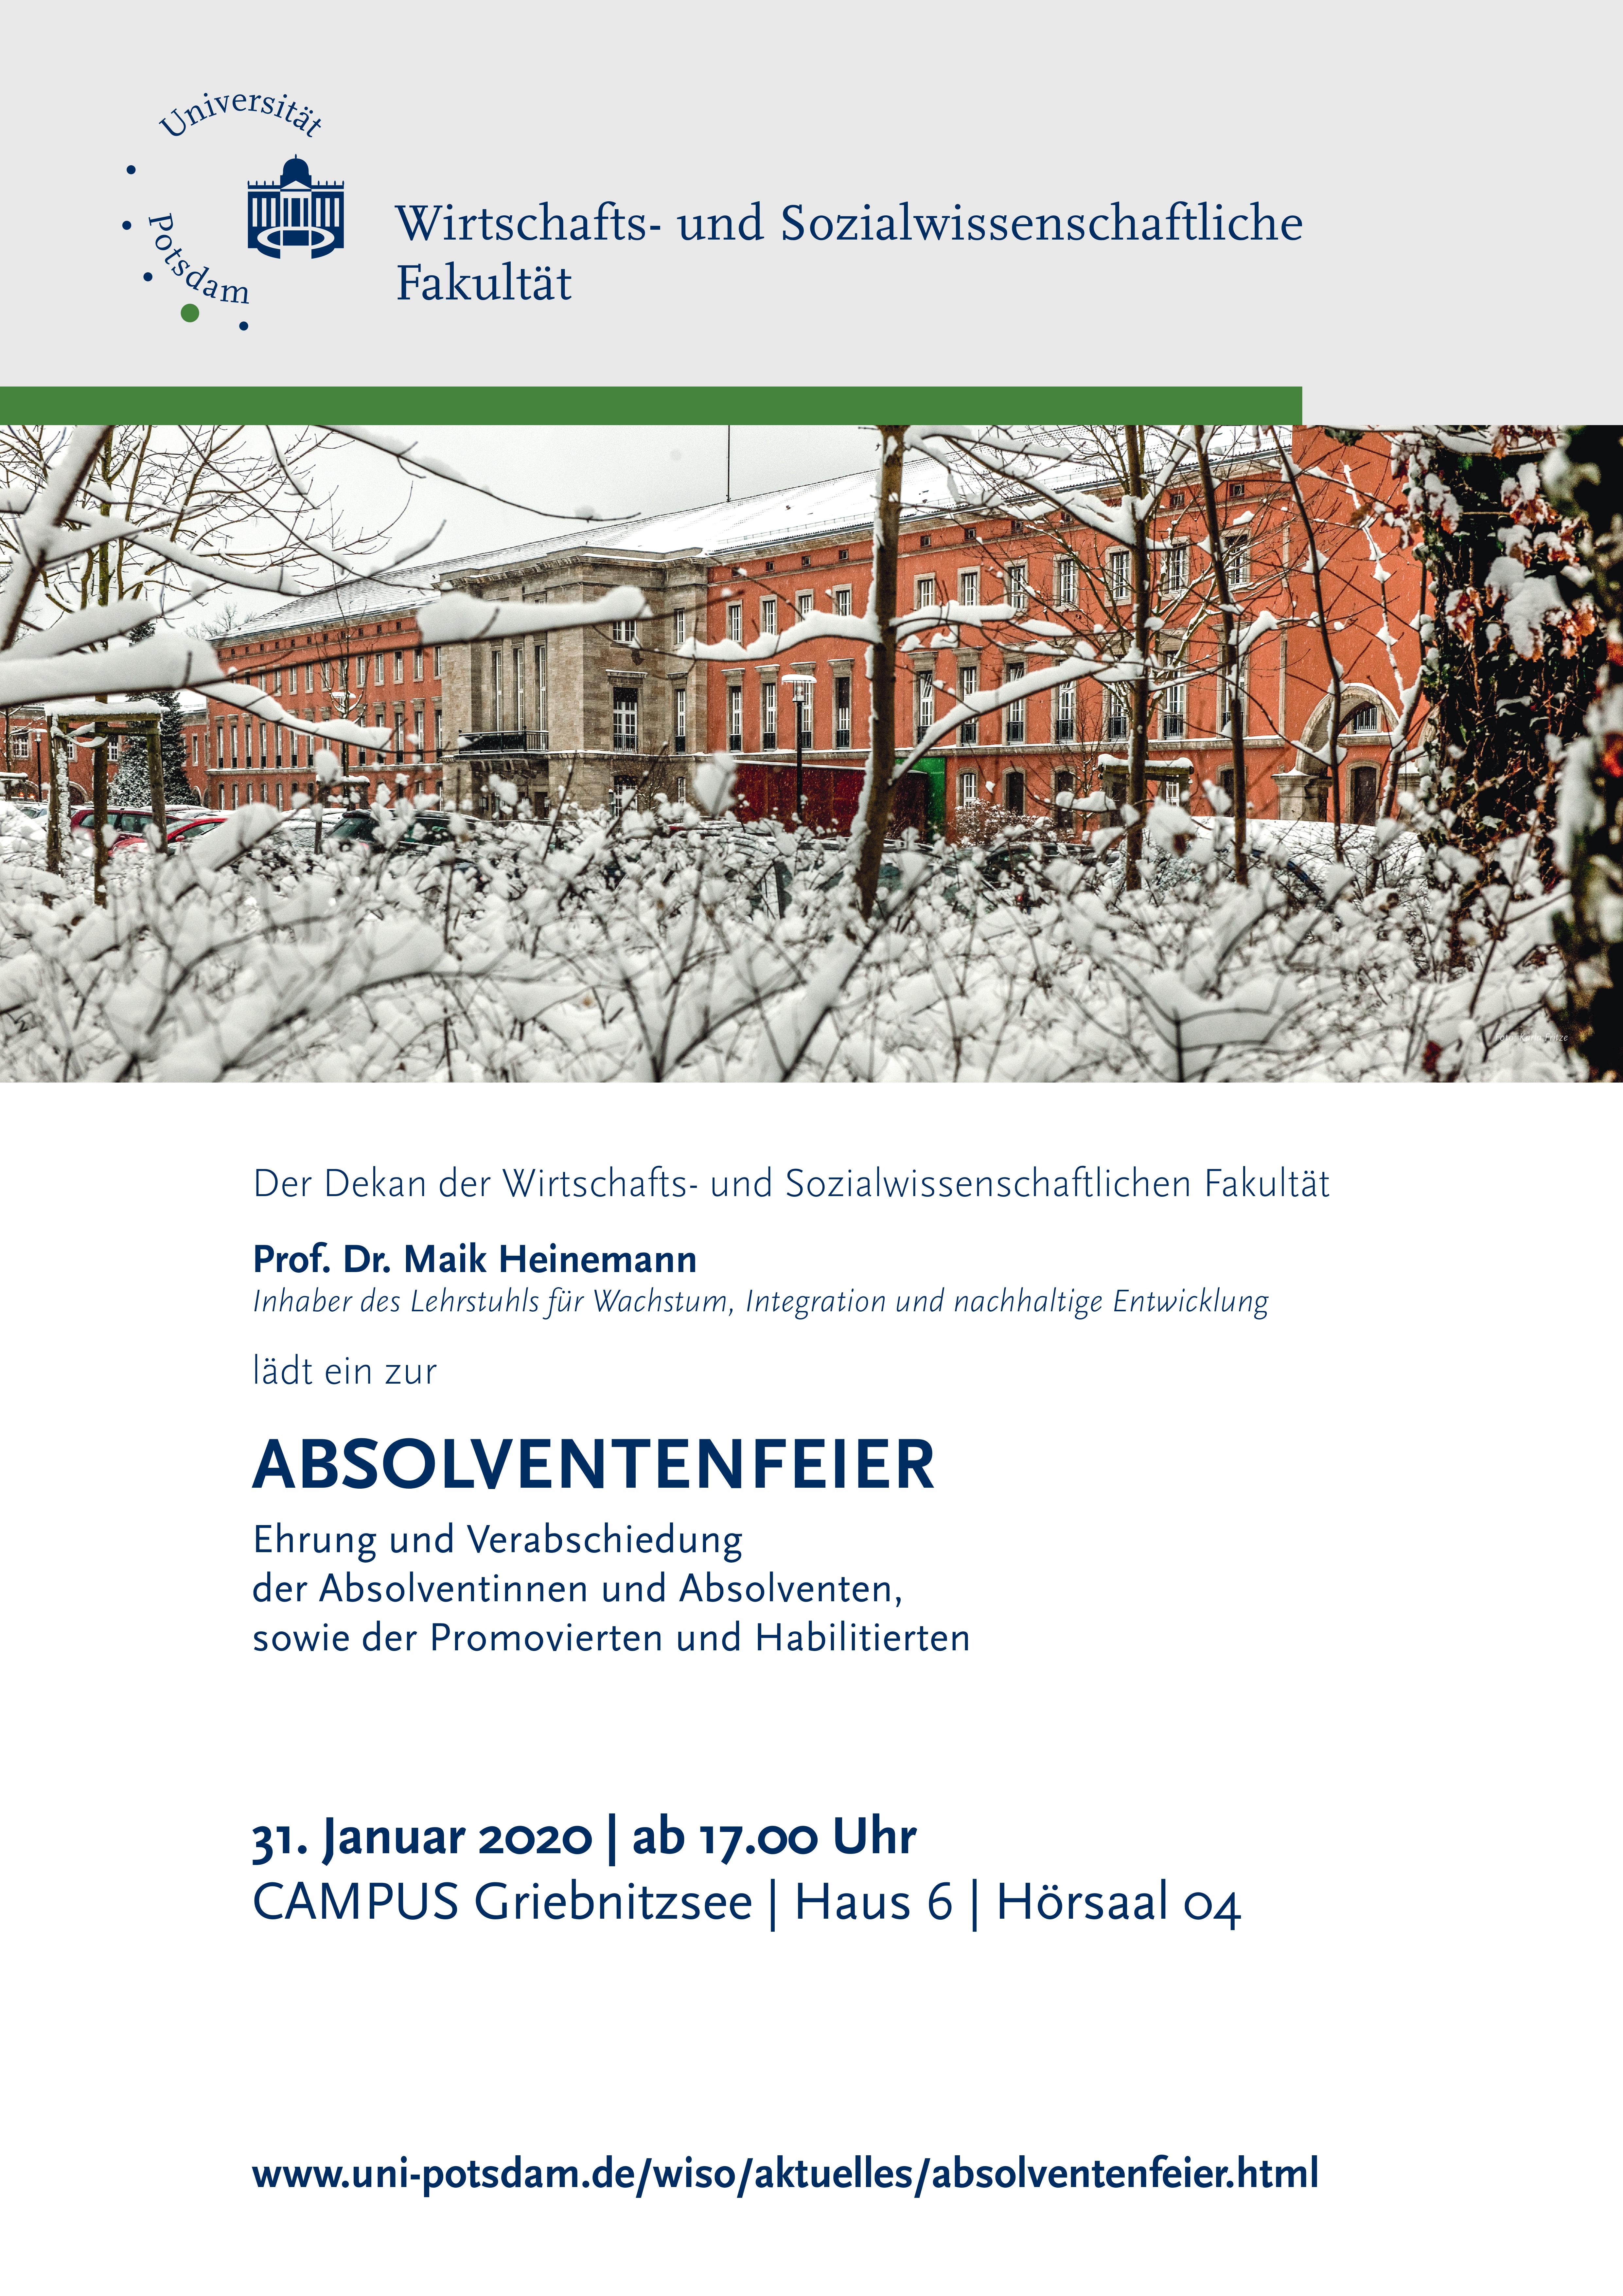 Universität
Potsdam
Wirtschafts- und Sozialwissenschaftliche
Fakultät
Der Dekan der Wirtschafts- und Sozialwissenschaftlichen Fakultät
Prof. Dr. Maik Heinemann
Inhaber des Lehrstuhls für Wachstum, Integration und nachhaltige Entwicklung
lädt ein zur
ABSOLVENTENFEIER
Ehrung und Verabschiedung
der Absolventinnen und Absolventen,
sowie der Promovierten und Habilitierten
31. Januar 2020 | ab 17.00 Uhr
CAMPUS Griebnitzsee | Haus 6 | Hörsaal 04
www.uni-potsdam.de/wiso/aktuelles/absolventenfeier.html